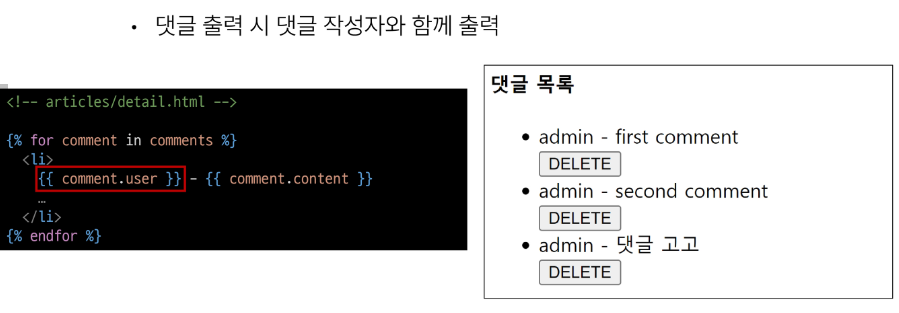 • 댓글 출력 시 댓글 작성자와 함께 출력
<!-- articles/detail.html -->
{% for comment in comments %}
<li>
{{ comment.user }} - {{ comment.content }}
…
</li>
{% endfor %}
댓글 목록
• admin - first comment
DELETE
• admin - second comment
DELETE
• admin - 댓글 고고
DELETE